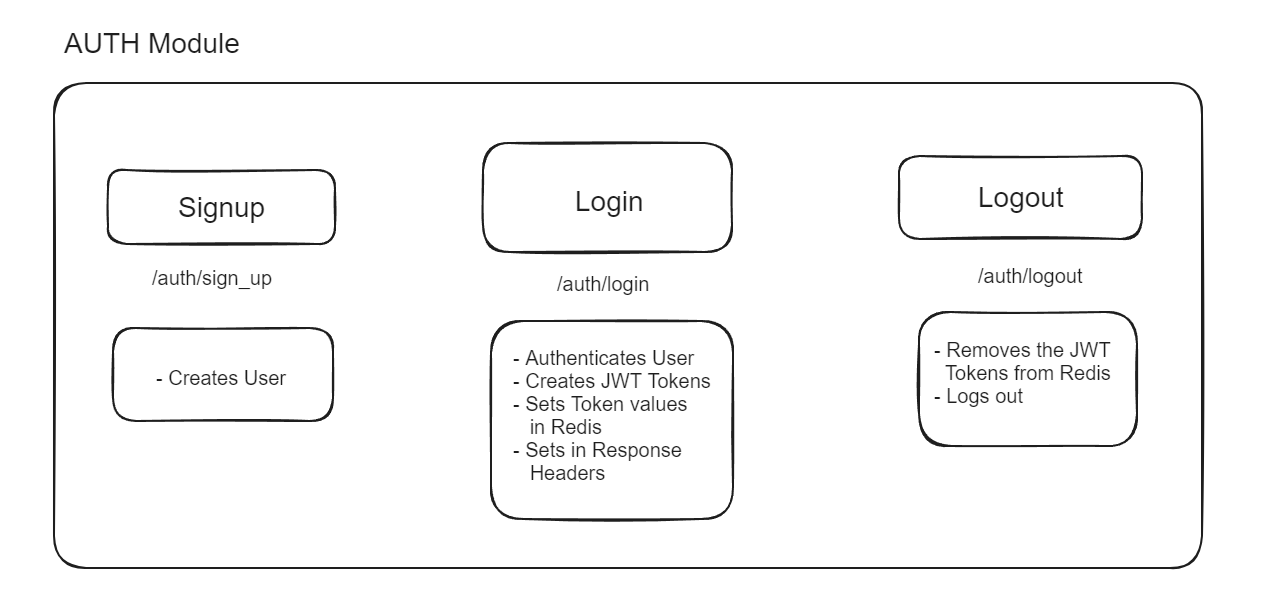 AUTH Module
Signup
/auth/sign_up
- Creates User
Login
/auth/login
- Authenticates User
- Creates JWT Tokens
- Sets Token values
in Redis
- Sets in Response
Headers
Logout
/auth/logout
- Removes the JWT
Tokens from Redis
- Logs out